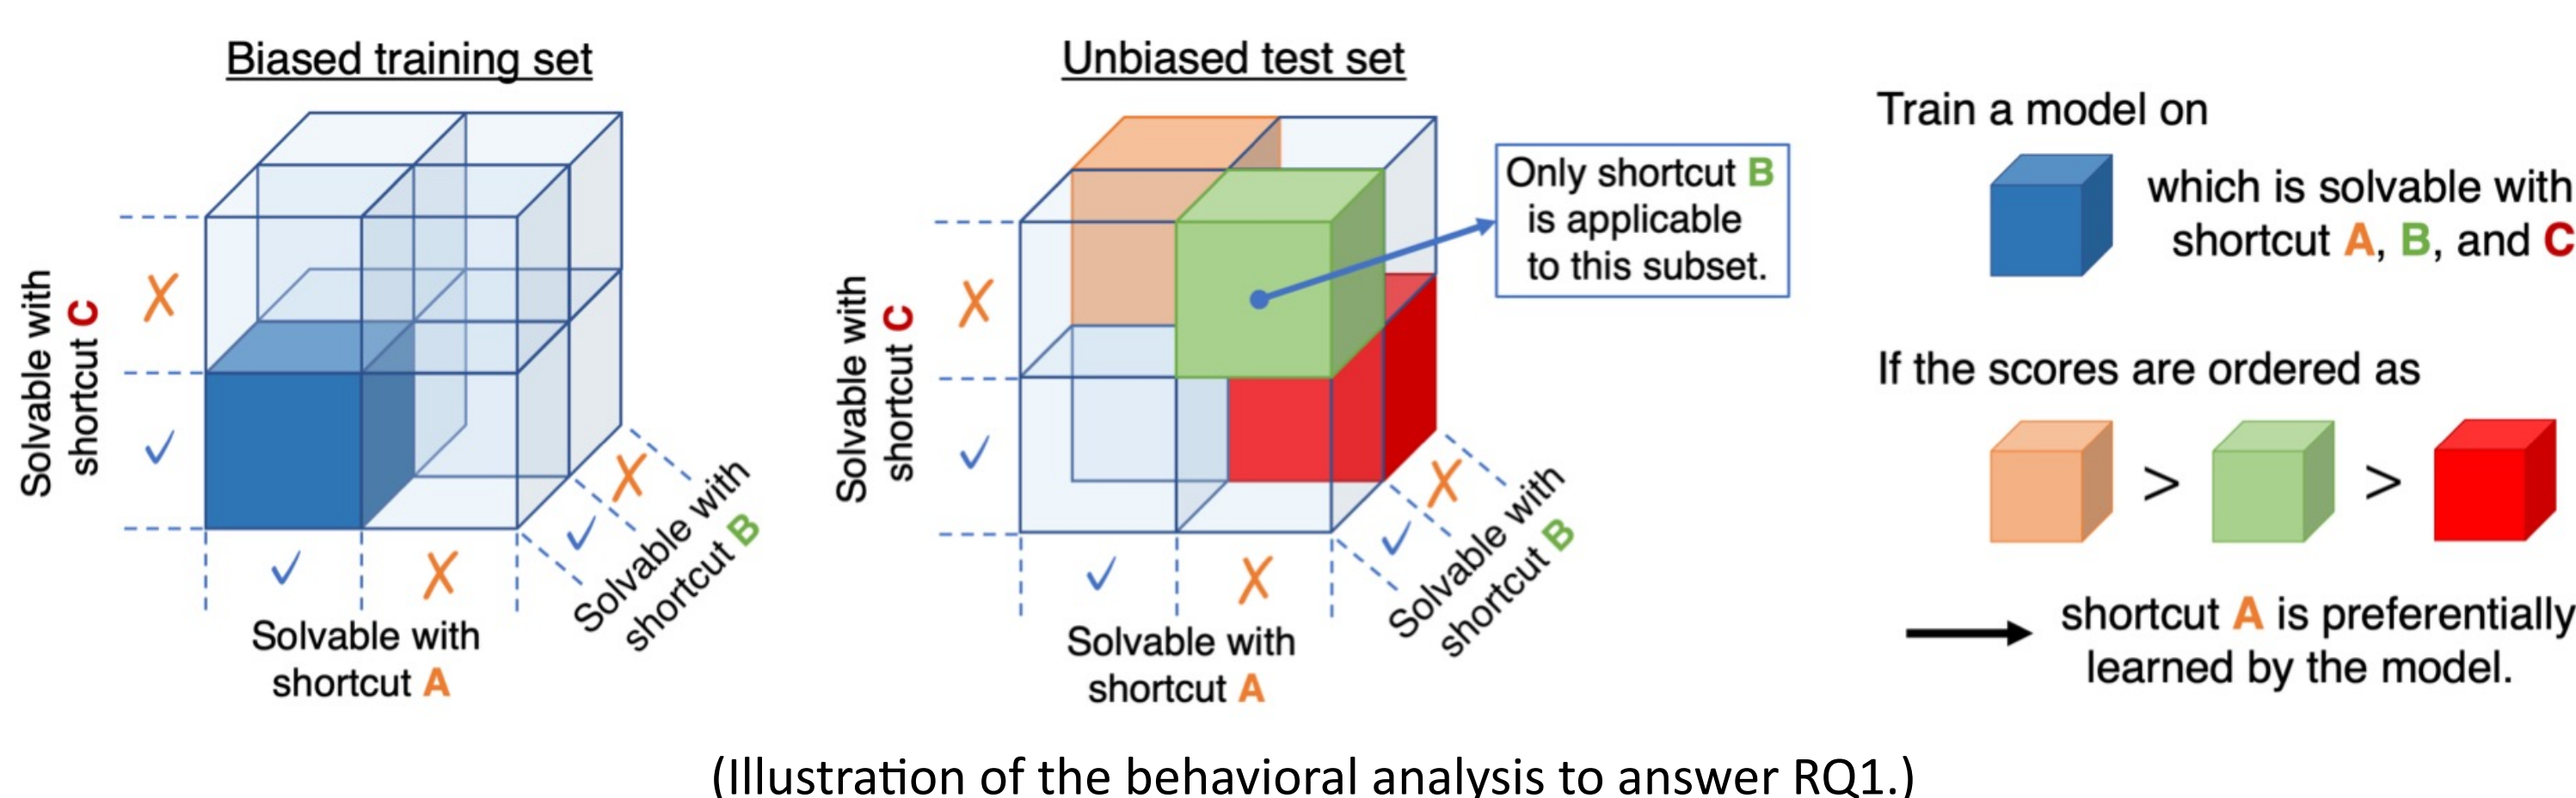 Biased training set
Solvable with
shortcut C
Solvable with
shortcut A
Solvable with
shortcut B
Unbiased test set
Solvable with
shortcut C
Solvable with
shortcut A
Solvable with
shortcut B
Only shortcut B
is applicable
to this subset.
Train a model on
which is solvable with
shortcut A, B, and C
If the scores are ordered as
> >
shortcut A is preferentially
learned by the model.
(Illustration of the behavioral analysis to answer RQ1.)